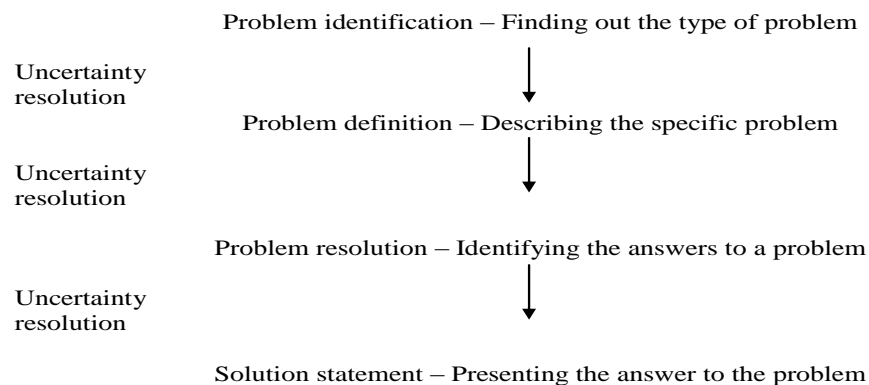 Problem identification – Finding out the type of problem
Uncertainty
resolution
Problem definition – Describing the specific problem
Uncertainty
resolution
Problem resolution – Identifying the answers to a problem
Uncertainty
resolution
Solution statement – Presenting the answer to the problem